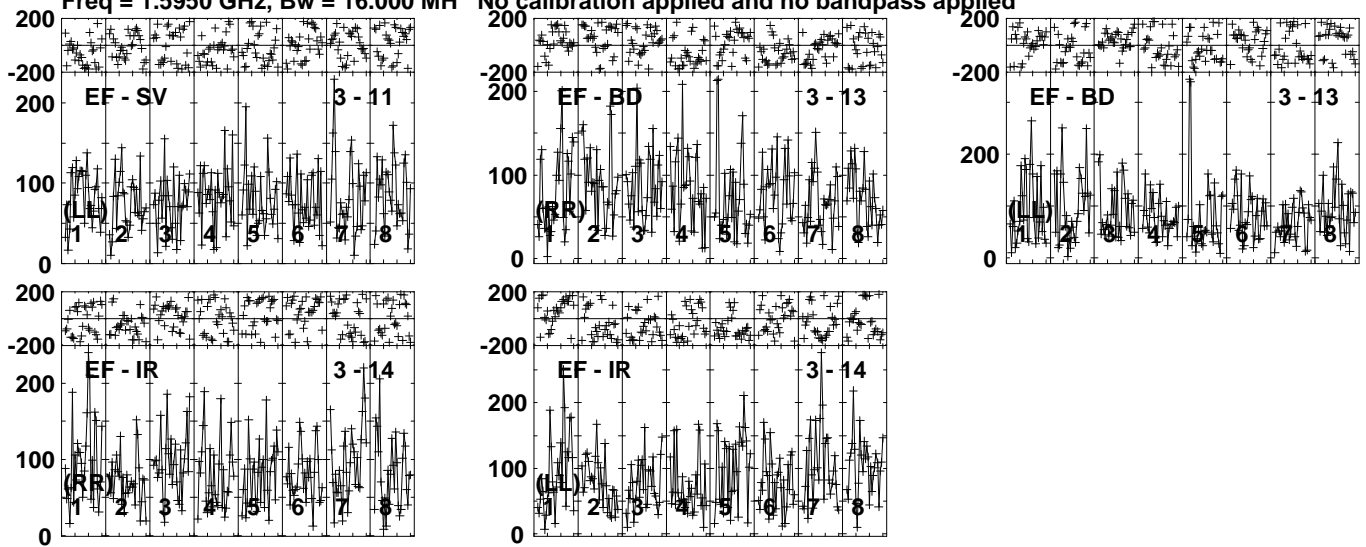 Freq = 1.5950 GHz, Bw = 16.000 MH No calibration applied and no bandpass applied
200
-200
200
100
0
EF - SV 3 - 11
(LL)
1 2 3 4 5 6 7 8
200
-200
200
100
0
EF - BD 3 - 13
(RR)
1 2 3 4 5 6 7 8
200
-200
200
0
EF - BD 3 - 13
(LL)
1 2 3 4 5 6 7 8
200
-200
200
100
0
EF - IR 3 - 14
(RR)
1 2 3 4 5 6 7 8
200
-200
200
100
0
EF - IR 3 - 14
(LL)
1 2 3 4 5 6 7 8